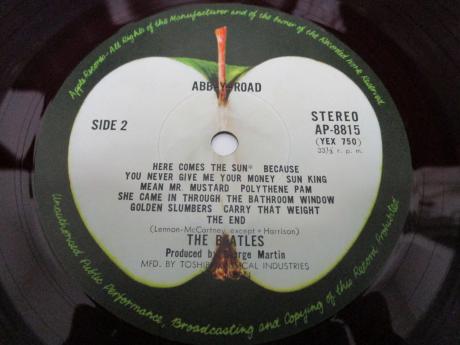 Apple Records · All Rights of the Manufacturer and of the Owner of the Recorded Work Reserved
ABBEY ROAD
SIDE 2
STEREO
AP-8815
(YEX 750)
33⅓ r. p. m.
HERE COMES THE SUN* BECAUSE
YOU NEVER GIVE ME YOUR MONEY SUN KING
MEAN MR. MUSTARD POLYTHENE PAM
SHE CAME IN THROUGH THE BATHROOM WINDOW
GOLDEN SLUMBERS CARRY THAT WEIGHT
THE END
(Lennon-McCartney, except * Harrison)
THE BEATLES
Produced by George Martin
MFD. BY TOSHIBA MUSICAL INDUSTRIES
Unauthorised Public Performance, Broadcasting and Copying of this Record Prohibited